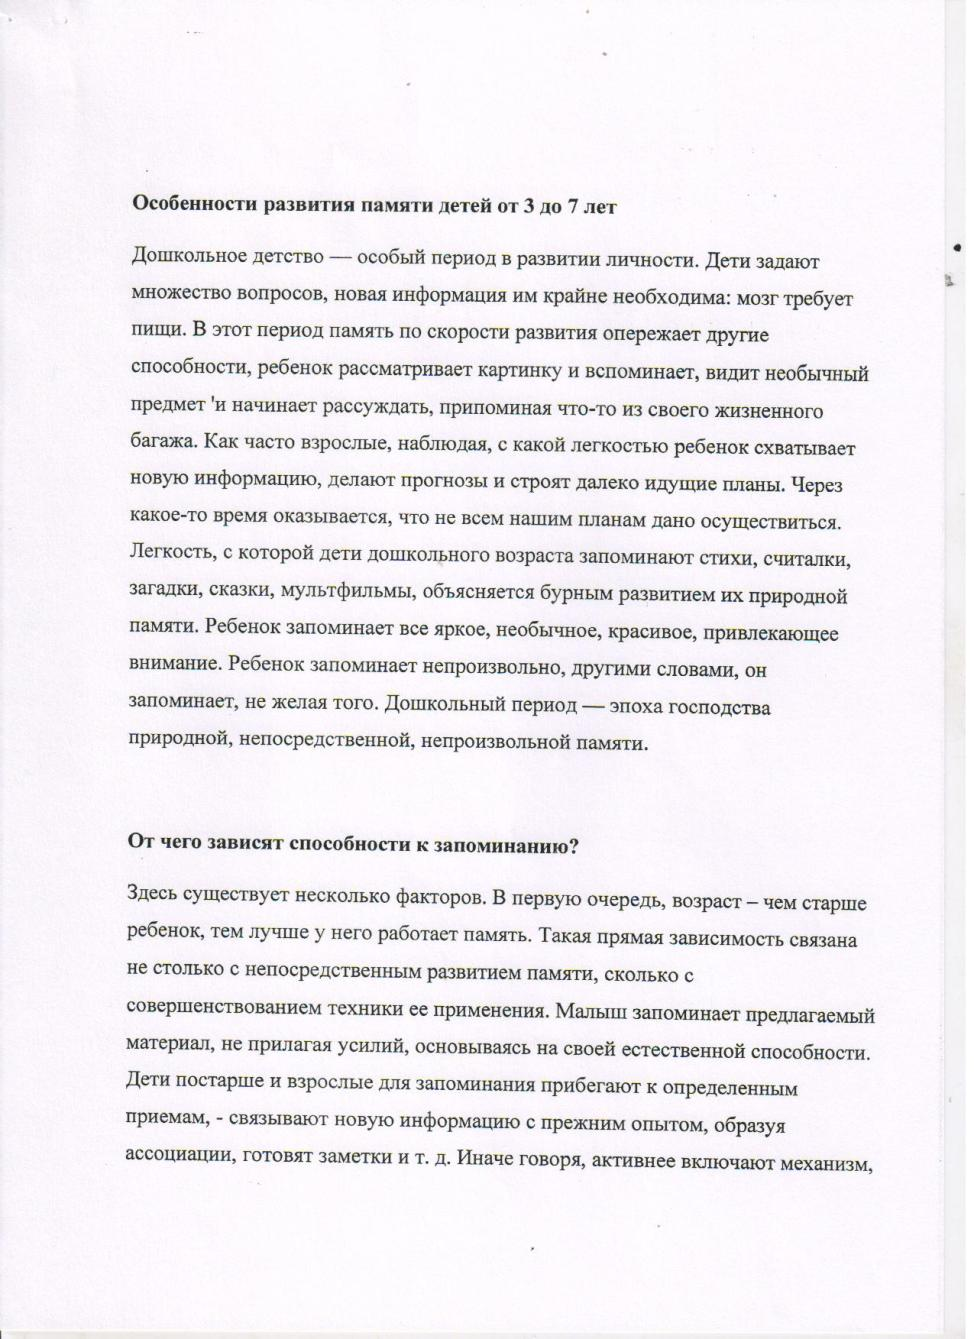 Особенности развития памяти детей от 3 до 7 лет
Дошкольное детство — особый период в развитии личности. Дети задают
множество вопросов, новая информация им крайне необходима: мозг требует
пищи. В этот период память по скорости развития опережает другие
способности, ребенок рассматривает картинку и вспоминает, видит необычный
предмет 'и начинает рассуждать, припоминая что-то из своего жизненного
багажа. Как часто взрослые, наблюдая, с какой легкостью ребенок схватывает
новую информацию, делают прогнозы и строят далеко идущие планы. Через
какое-то время оказывается, что не всем нашим планам дано осуществиться.
Легкость, с которой дети дошкольного возраста запоминают стихи, считалки,
загадки, сказки, мультфильмы, объясняется бурным развитием их природной
памяти. Ребенок запоминает все яркое, необычное, красивое, привлекающее
внимание. Ребенок запоминает непроизвольно, другими словами, он
запоминает, не желая того. Дошкольный период — эпоха господства
природной, непосредственной, непроизвольной памяти.
От чего зависят способности к запоминанию?
Здесь существует несколько факторов. В первую очередь, возраст – чем старше
ребенок, тем лучше у него работает память. Такая прямая зависимость связана
не столько с непосредственным развитием памяти, сколько с
совершенствованием техники ее применения. Малыш запоминает предлагаемый
материал, не прилагая усилий, основываясь на своей естественной способности.
Дети постарше и взрослые для запоминания прибегают к определенным
приемам, - связывают новую информацию с прежним опытом, образуя
ассоциации, готовят заметки и т. д. Иначе говоря, активнее включают механизм,